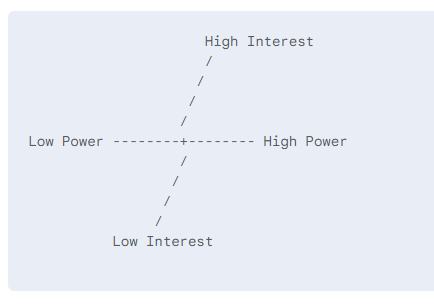 High Interest
/
/
/
/
Low Power --------+-------- High Power
/
/
/
/
Low Interest